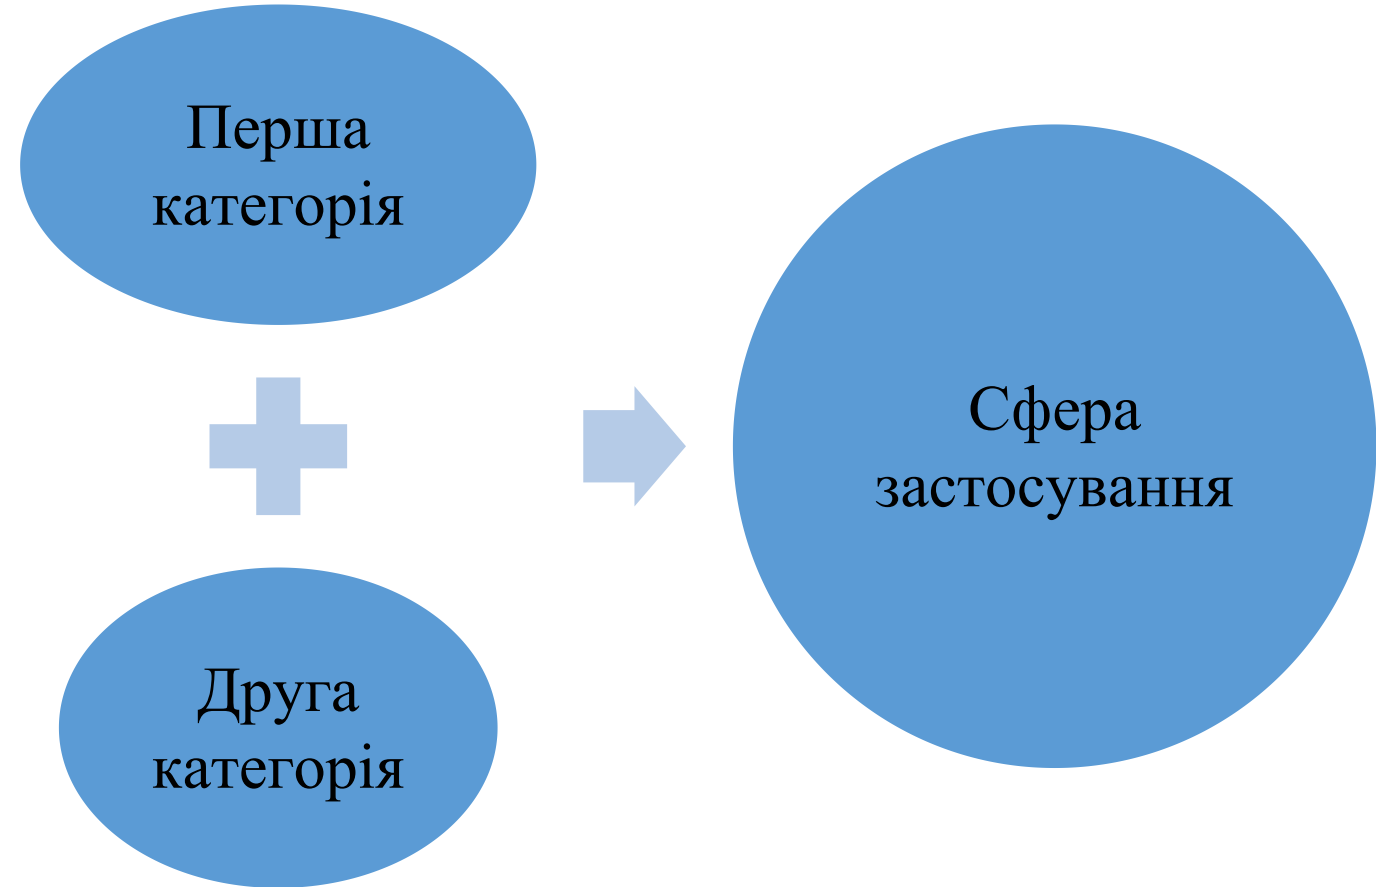 Перша
категорія
Друга
категорія
Сфера
застосування